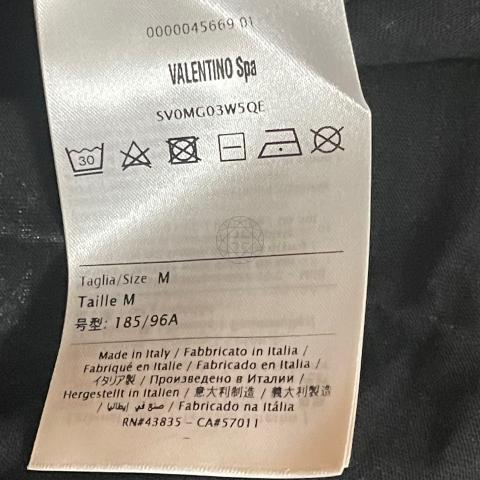 0000045669 01
VALENTINO Spa
SV0MG03W5QE
30
Taglia/Size M
Taille M
号型: 185/96A
Made in Italy / Fabbricato in Italia /
Fabriqué en Italie / Fabricado en Italia /
イタリア製 / Произведено в Италии /
Hergestellt in Italien / 意大利制造 / 義大利製造
/ صنع في إيطاليا / Fabricado na Itália
RN#43835 – CA#57011